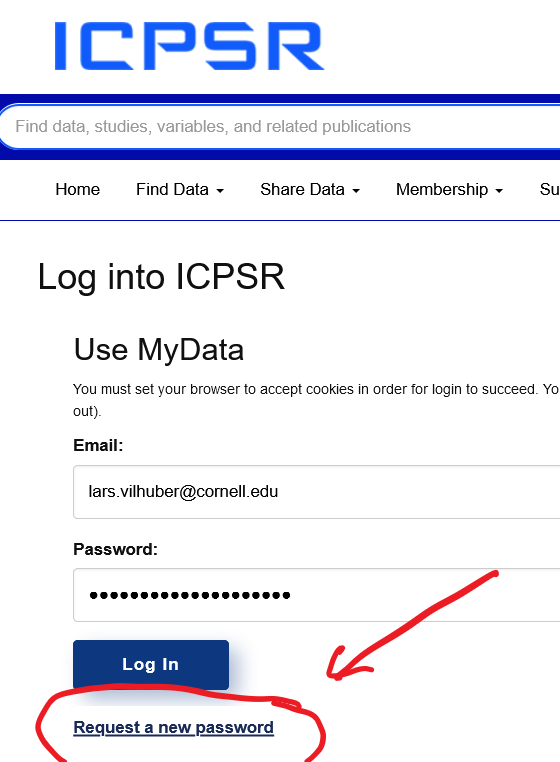 ICPSR
Find data, studies, variables, and related publications
Home Find Data Share Data Membership Su
Log into ICPSR
Use MyData
You must set your browser to accept cookies in order for login to succeed. Yo
out).
Email:
lars.vilhuber@cornell.edu
Password:
••••••••••••••••••••
Log In
Request a new password